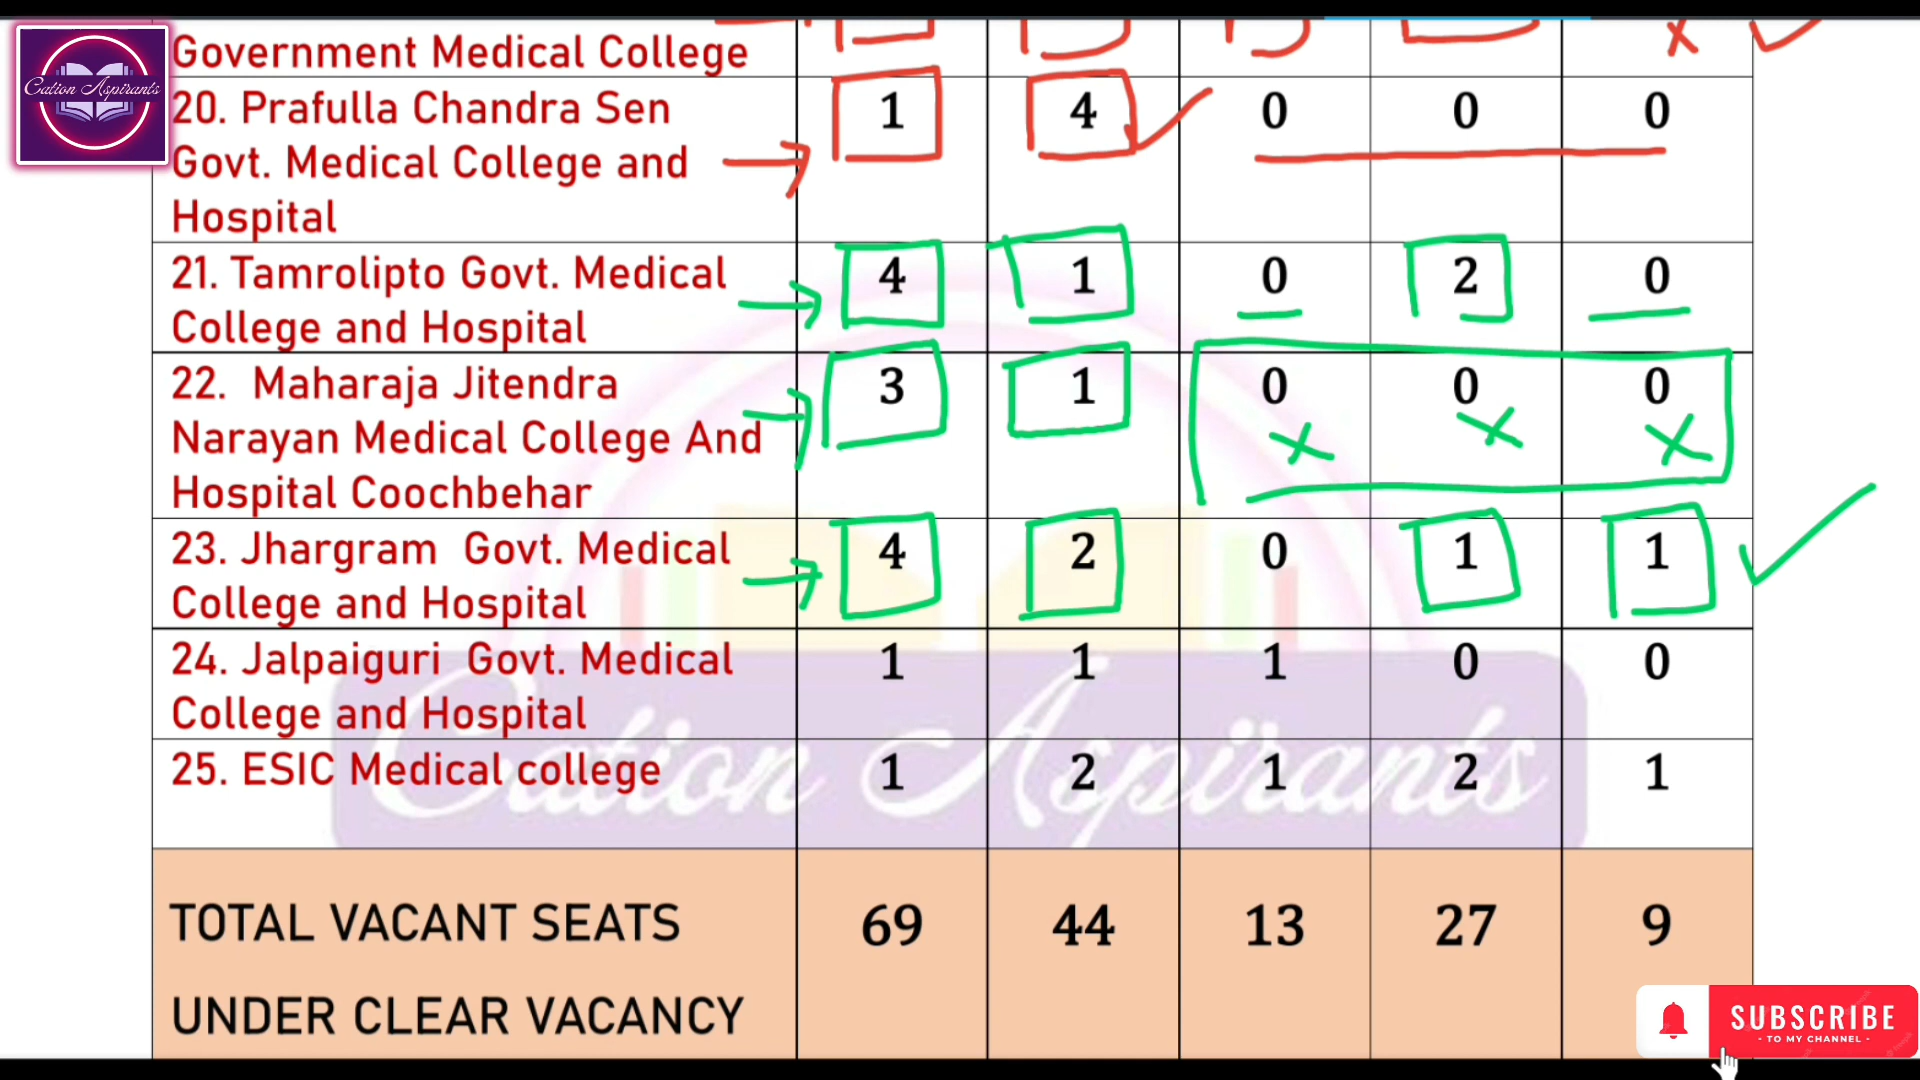 Cation Aspirants
Government Medical College
20. Prafulla Chandra Sen
Govt. Medical College and
Hospital
1 4 0 0 0
21. Tamrolipto Govt. Medical
College and Hospital
4 1 0 2 0
22. Maharaja Jitendra
Narayan Medical College And
Hospital Coochbehar
3 1 0 0 0
23. Jhargram Govt. Medical
College and Hospital
4 2 0 1 1
24. Jalpaiguri Govt. Medical
College and Hospital
1 1 1 0 0
25. ESIC Medical college
1 2 1 2 1
Cation Aspirants
TOTAL VACANT SEATS
UNDER CLEAR VACANCY
69 44 13 27 9
SUBSCRIBE
- TO MY CHANNEL -